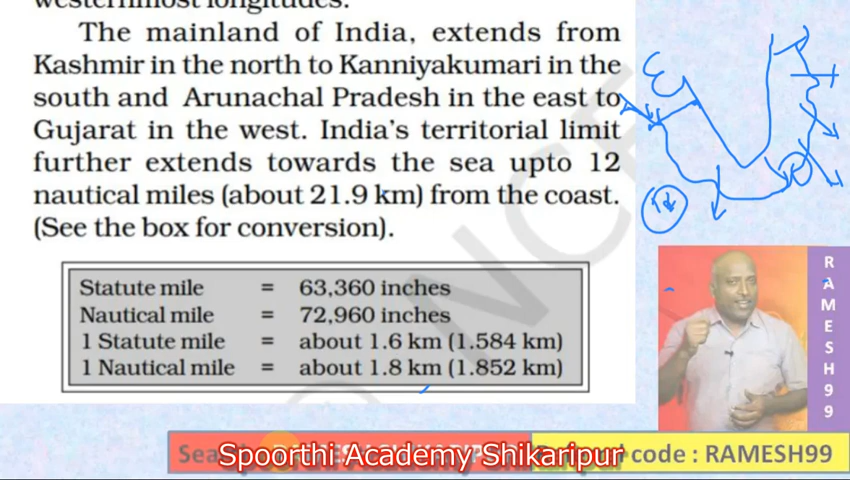 westernmost longitudes.
The mainland of India, extends from
Kashmir in the north to Kanniyakumari in the
south and Arunachal Pradesh in the east to
Gujarat in the west. India's territorial limit
further extends towards the sea upto 12
nautical miles (about 21.9 km) from the coast.
(See the box for conversion).
Statute mile = 63,360 inches
Nautical mile = 72,960 inches
1 Statute mile = about 1.6 km (1.584 km)
1 Nautical mile = about 1.8 km (1.852 km)
12
RAMESH99
Spoorthi Academy Shikaripur
code : RAMESH99